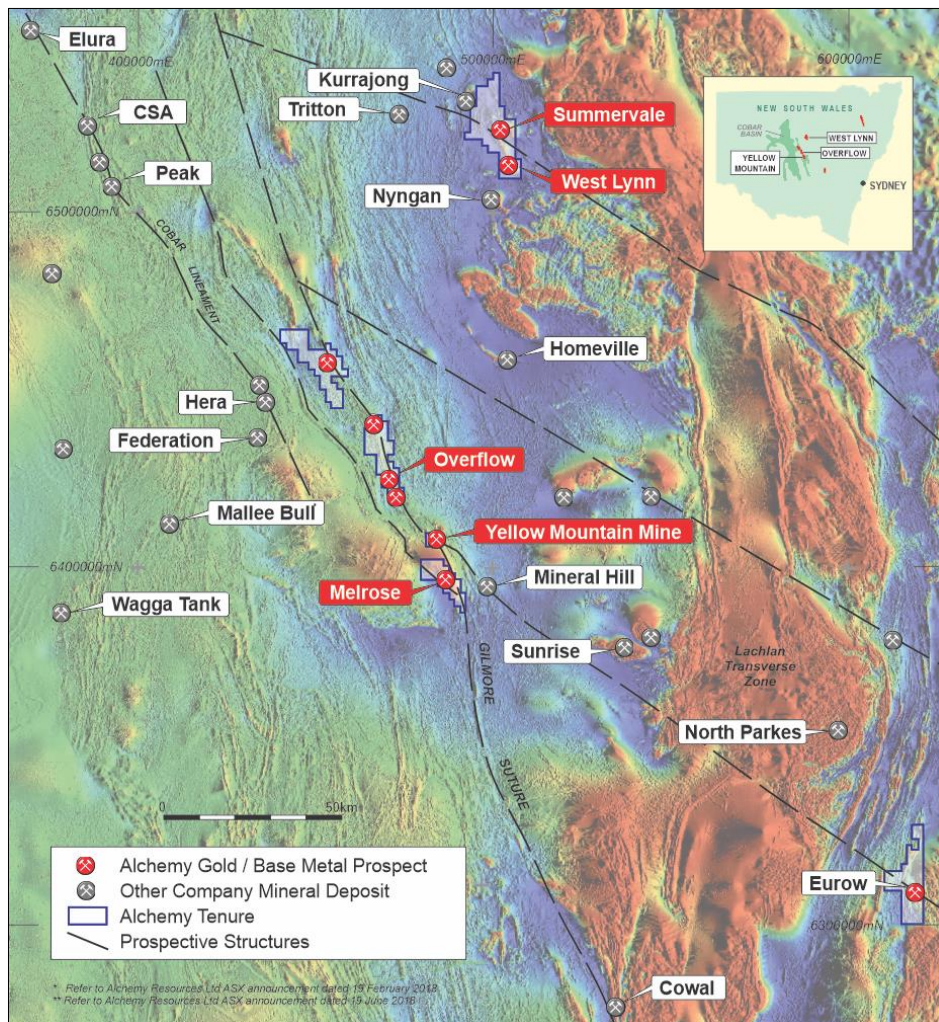 Elura
400000mE
500000mE
600000mE
Kurrajong
CSA
Tritton
Summervale
NEW SOUTH WALES
COBAR
BASIN
WEST LYNN
OVERFLOW
YELLOW
MOUNTAIN
SYDNEY
Peak
West Lynn
Nyngan
6500000mN
COBAR
LINEAMENT
Homeville
Hera
Federation
Overflow
Mallee Bull
Yellow Mountain Mine
6400000mN
Melrose
Mineral Hill
Wagga Tank
GILMORE
Sunrise
Lachlan
Transverse
Zone
North Parkes
SUTURE
0
50km
Alchemy Gold / Base Metal Prospect
Other Company Mineral Deposit
Alchemy Tenure
Prospective Structures
Eurow
6300000mN
Cowal
* Refer to Alchemy Resources Ltd ASX announcement dated 19 February 2018
** Refer to Alchemy Resources Ltd ASX announcement dated 19 June 2018